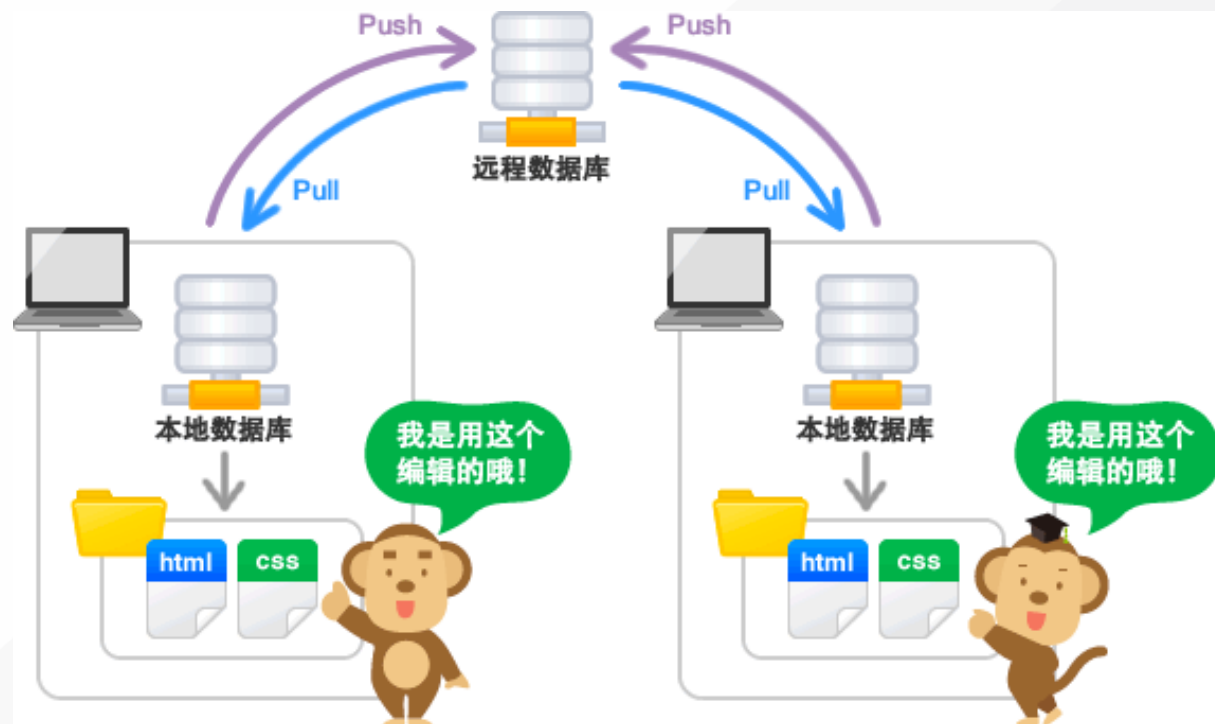 Push
Push
远程数据库
Pull
Pull
本地数据库
我是用这个
编辑的哦!
html
css
本地数据库
我是用这个
编辑的哦!
html
css